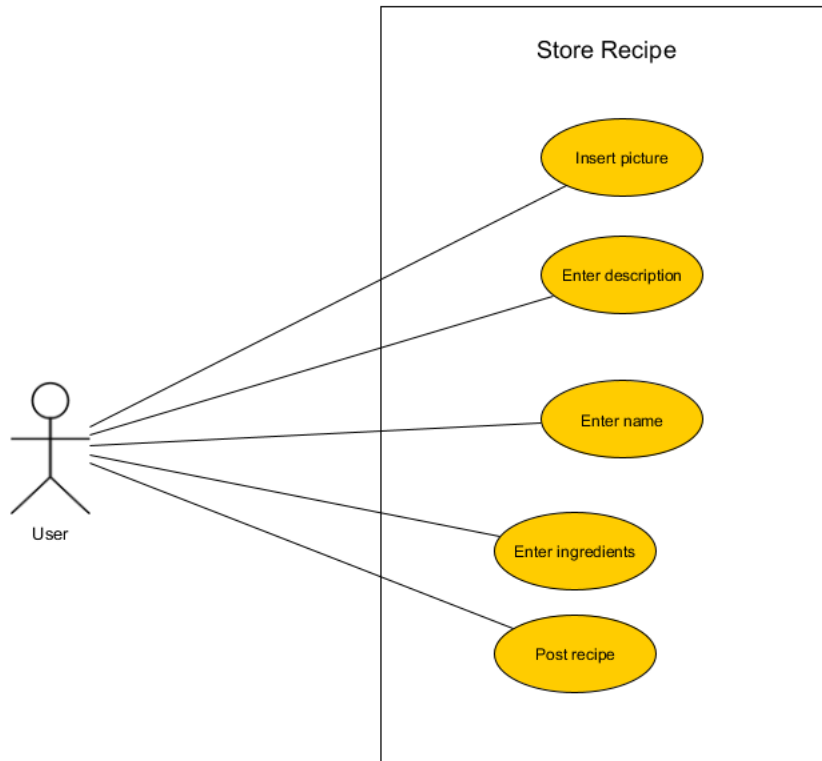 Store Recipe
Insert picture
Enter description
Enter name
Enter ingredients
Post recipe
User